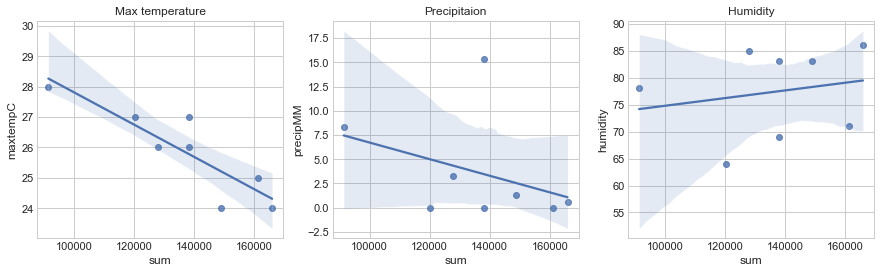 Max temperature
30
29
28
27
26
25
24
maxtempC
100000 120000 140000 160000
sum
Precipitaion
17.5
15.0
12.5
10.0
7.5
5.0
2.5
0.0
−2.5
precipMM
100000 120000 140000 160000
sum
Humidity
90
85
80
75
70
65
60
55
humidity
100000 120000 140000 160000
sum